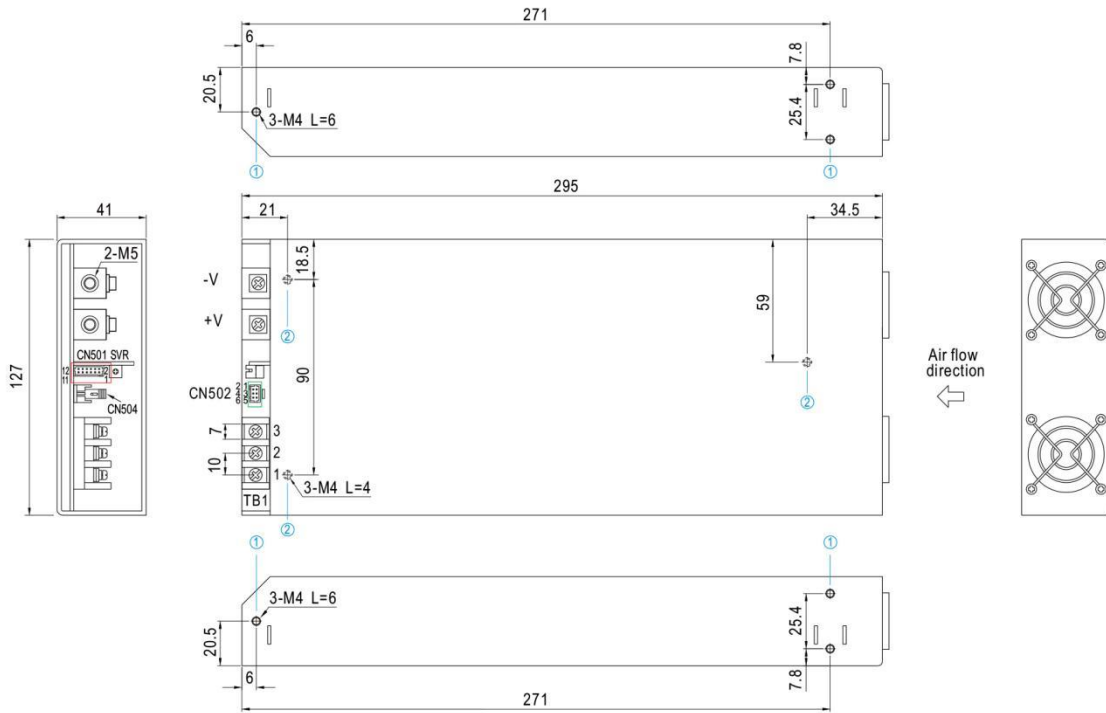 271
6
7.8
20.5
25.4
3-M4 L=6
①
①
295
41
21
34.5
18.5
2-M5
-V
②
59
+V
127
CN501 SVR
12
2
11
1
90
Air flow
direction
②
CN502
CN504
7
3
2
10
1
3-M4 L=4
TB1
②
①
①
3-M4 L=6
25.4
20.5
7.8
6
271